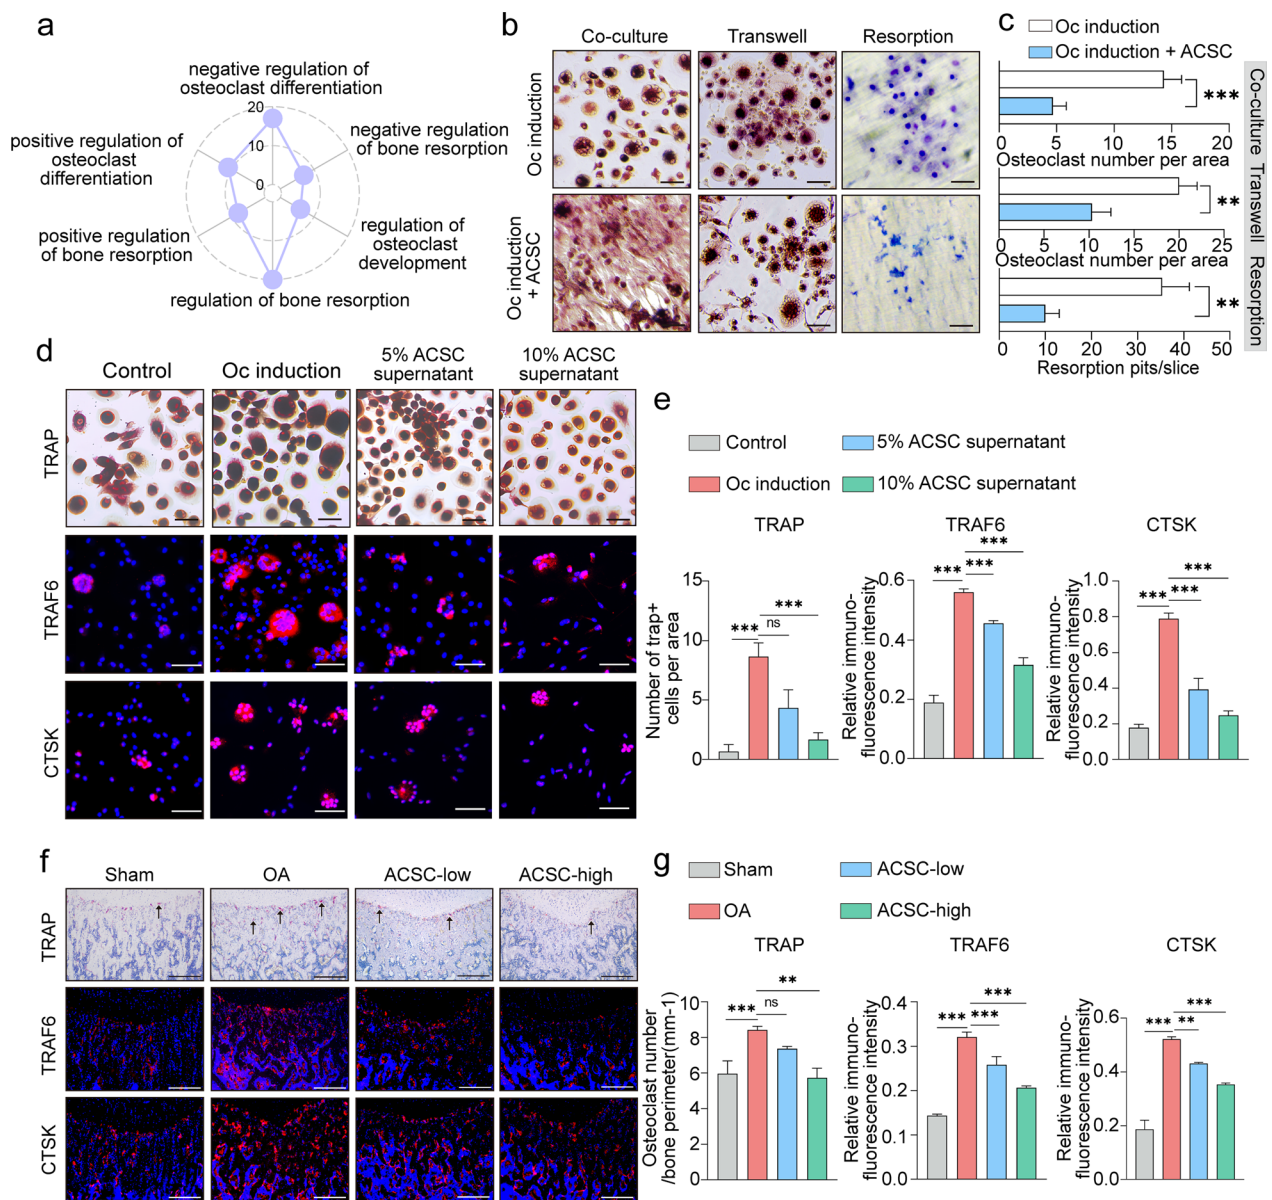 a
negative regulation of
osteoclast differentiation
20
10
0
positive regulation of
osteoclast
differentiation
negative regulation
of bone resorption
positive regulation
of bone resorption
regulation of
osteoclast
development
regulation of bone resorption
b
Co-culture
Transwell
Resorption
Oc induction
Oc induction
+ ACSC
c
Oc induction
Oc induction + ACSC
***
0 5 10 15 20
Osteoclast number per area
Co-culture
**
0 5 10 15 20 25
Osteoclast number per area
Transwell
**
0 10 20 30 40 50
Resorption pits/slice
Resorption
d
Control
Oc induction
5% ACSC
supernatant
10% ACSC
supernatant
TRAP
TRAF6
CTSK
e
Control
5% ACSC supernatant
Oc induction
10% ACSC supernatant
TRAP
Number of trap+
cells per area
15
10
5
0
***
ns
***
TRAF6
Relative immuno-
fluorescence intensity
0.6
0.4
0.2
0.0
***
***
***
CTSK
Relative immuno-
fluorescence intensity
1.0
0.8
0.6
0.4
0.2
0.0
***
***
***
f
Sham
OA
ACSC-low
ACSC-high
TRAP
TRAF6
CTSK
g
Sham
ACSC-low
OA
ACSC-high
TRAP
Osteoclast number
/bone perimeter(mm-1)
10
8
6
4
2
0
***
ns
**
TRAF6
Relative immuno-
fluorescence intensity
0.4
0.3
0.2
0.1
0.0
***
***
***
CTSK
Relative immuno-
fluorescence intensity
0.6
0.4
0.2
0.0
***
**
***